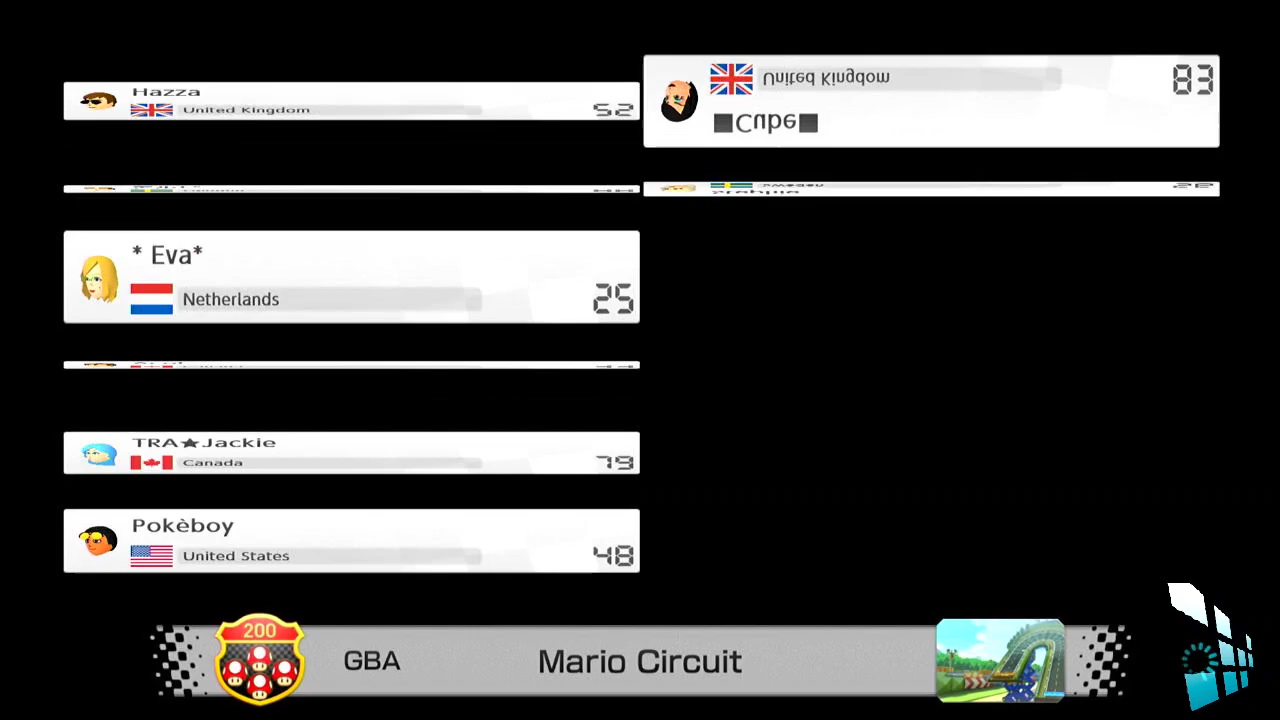 Hazza
United Kingdom
52
* Eva*
Netherlands
25
TRA★Jackie
Canada
79
Pokèboy
United States
48
United Kingdom
83
■Cube■
Sweden
200
GBA
Mario Circuit